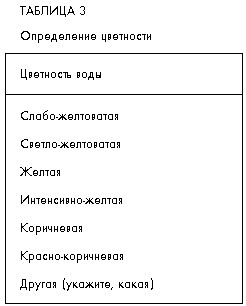 ТАБЛИЦА 3
Определение цветности
Цветность воды
Слабо-желтоватая
Светло-желтоватая
Желтая
Интенсивно-желтая
Коричневая
Красно-коричневая
Другая (укажите, какая)